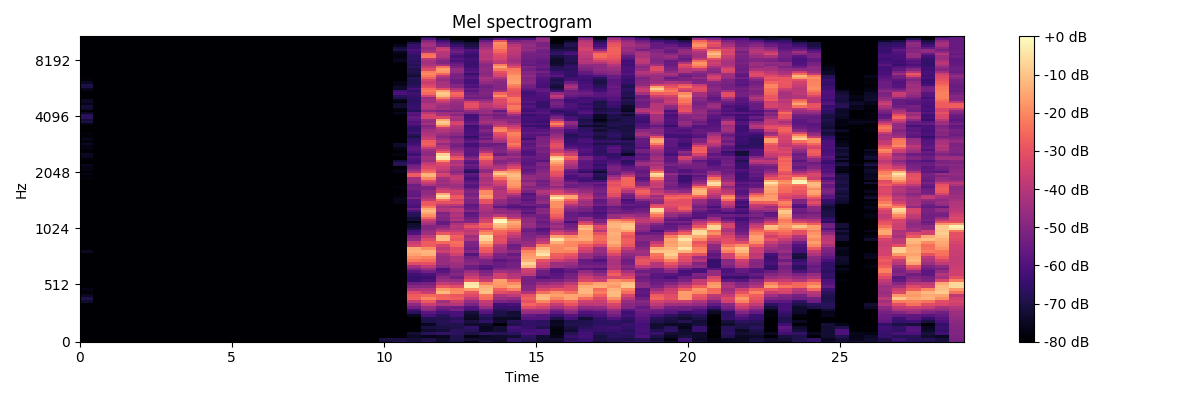 Mel spectrogram
+0 dB
8192
-10 dB
4096
-20 dB
-30 dB
2048
Hz
-40 dB
1024
-50 dB
-60 dB
512
-70 dB
0
-80 dB
0 5 10 15 20 25
Time